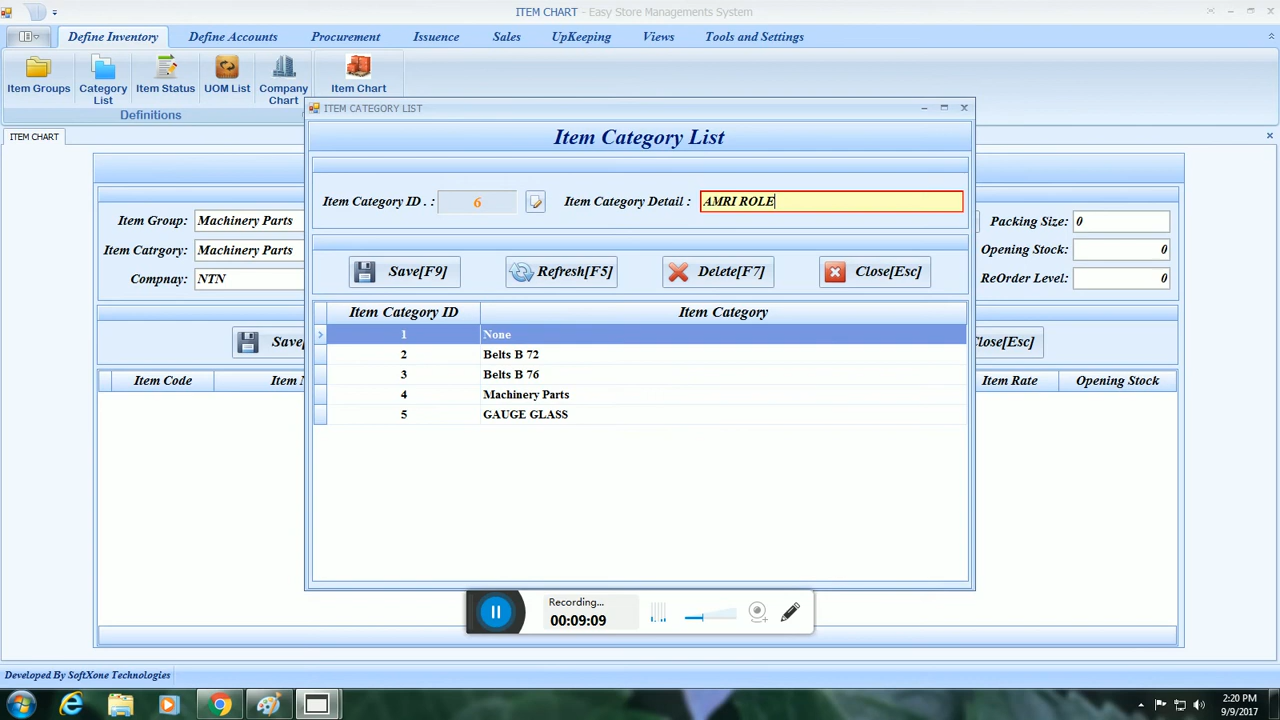 ITEM CHART - Easy Store Managements System
Define Inventory Define Accounts Procurement Issuence Sales UpKeeping Views Tools and Settings
Item Groups Category List Item Status UOM List Company Chart Item Chart
Definitions
ITEM CHART
ITEM CATEGORY LIST
Item Category List
Item Category ID . : 6 Item Category Detail : AMRI ROLE
Item Group: Machinery Parts Packing Size: 0
Item Catrgory: Machinery Parts Opening Stock: 0
Compnay: NTN ReOrder Level: 0
Save[F9] Refresh[F5] Delete[F7] Close[Esc]
Save[ Close[Esc]
Item Category ID Item Category
1 None
2 Belts B 72
3 Belts B 76
4 Machinery Parts
5 GAUGE GLASS
Item Code Item N Item Rate Opening Stock
Recording...
00:09:09
Developed By SoftXone Technologies
2:20 PM
9/9/2017